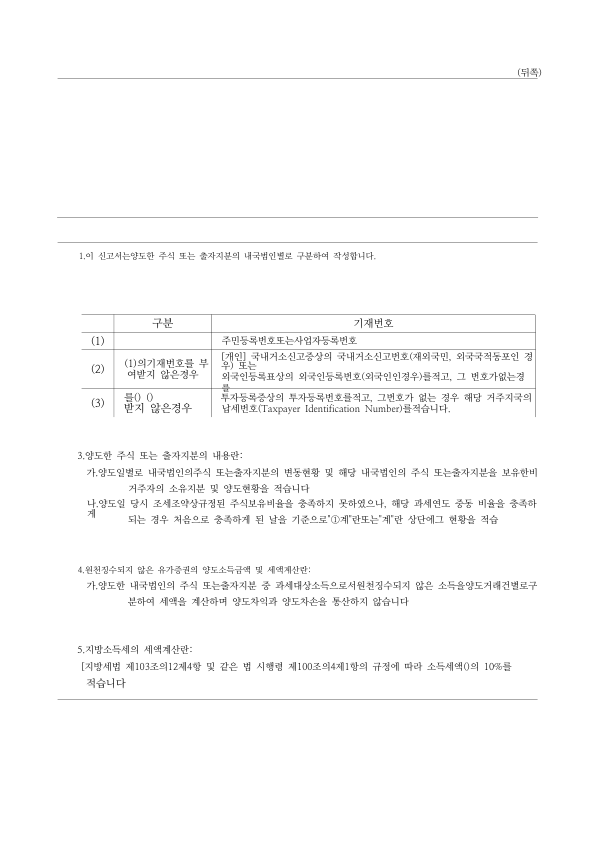 (뒤쪽)
1.이 신고서는양도한 주식 또는 출자지분의 내국법인별로 구분하여 작성합니다.
구분 기재번호
(1) 주민등록번호또는사업자등록번호
(2) (1)의기재번호를 부여받지 않은경우
[개인] 국내거소신고증상의 국내거소신고번호(재외국민, 외국국적동포인 경
우) 또는
외국인등록표상의 외국인등록번호(외국인인경우)를적고, 그 번호가없는경
를
(3) 를() ()
받지 않은경우
투자등록증상의 투자등록번호를적고, 그번호가 없는 경우 해당 거주지국의
납세번호(Taxpayer Identification Number)를적습니다.
3.양도한 주식 또는 출자지분의 내용란:
가.양도일별로 내국법인의주식 또는출자지분의 변동현황 및 해당 내국법인의 주식 또는출자지분을 보유한비
거주자의 소유지분 및 양도현황을 적습니다
나.양도일 당시 조세조약상규정된 주식보유비율을 충족하지 못하였으나, 해당 과세연도 중동 비율을 충족하
게
되는 경우 처음으로 충족하게 된 날을 기준으로"①계"란또는"계"란 상단에그 현황을 적습
4.원천징수되지 않은 유가증권의 양도소득금액 및 세액계산란:
가.양도한 내국법인의 주식 또는출자지분 중 과세대상소득으로서원천징수되지 않은 소득을양도거래건별로구
분하여 세액을 계산하며 양도차익과 양도차손을 통산하지 않습니다
5.지방소득세의 세액계산란:
[지방세법 제103조의12제4항 및 같은 법 시행령 제100조의4제1항의 규정에 따라 소득세액()의 10%를
적습니다